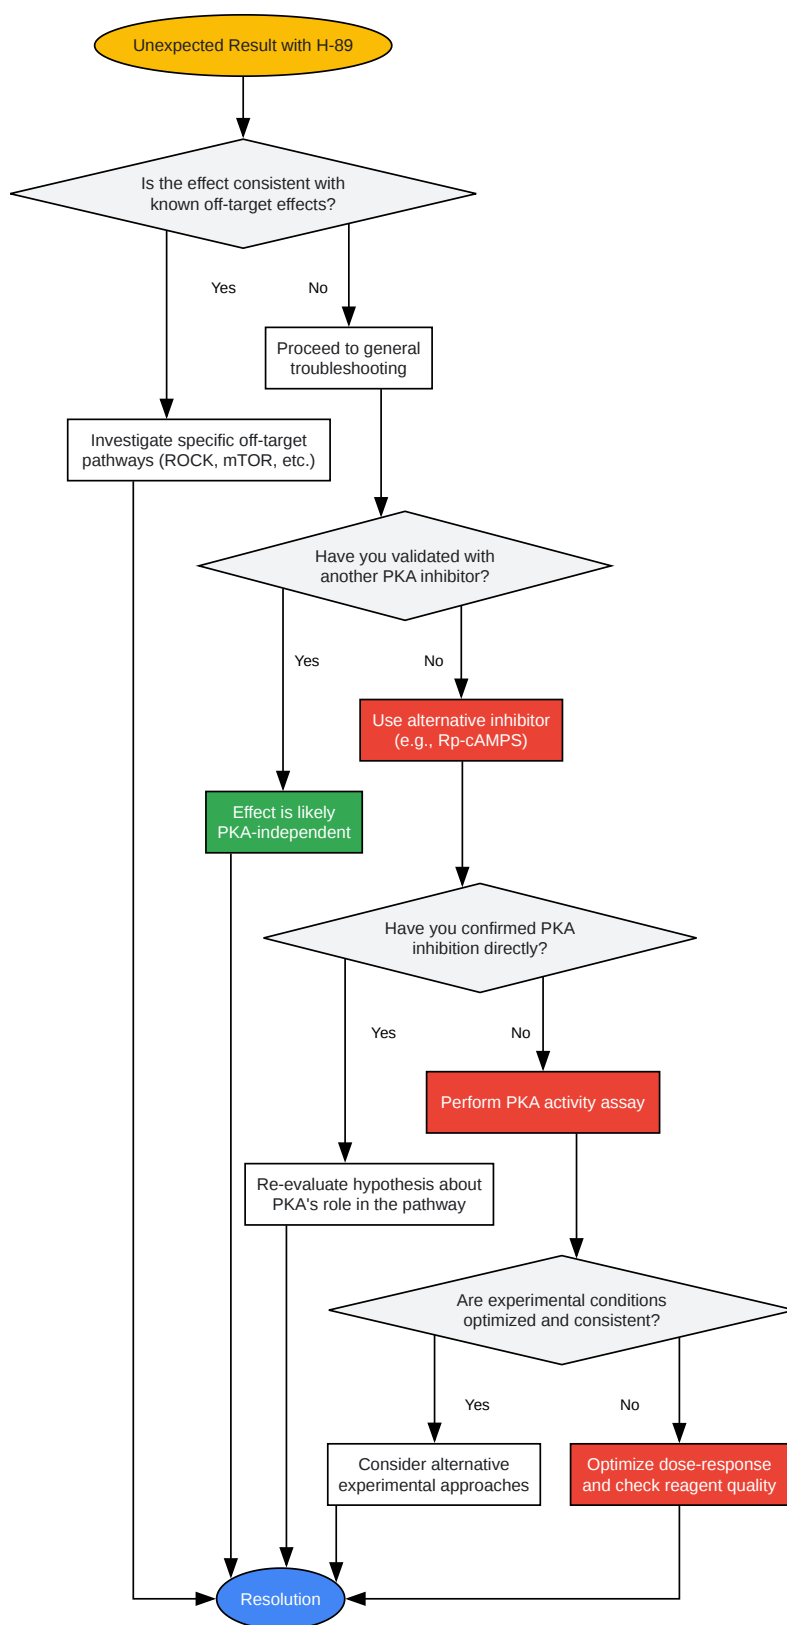 Unexpected Result with H-89
Is the effect consistent with
known off-target effects?
Yes
No
Proceed to general
troubleshooting
Investigate specific off-target
pathways (ROCK, mTOR, etc.)
Have you validated with
another PKA inhibitor?
Yes
No
Use alternative inhibitor
(e.g., Rp-cAMPS)
Effect is likely
PKA-independent
Have you confirmed PKA
inhibition directly?
Yes
No
Perform PKA activity assay
Re-evaluate hypothesis about
PKA's role in the pathway
Are experimental conditions
optimized and consistent?
Yes
No
Consider alternative
experimental approaches
Optimize dose-response
and check reagent quality
Resolution